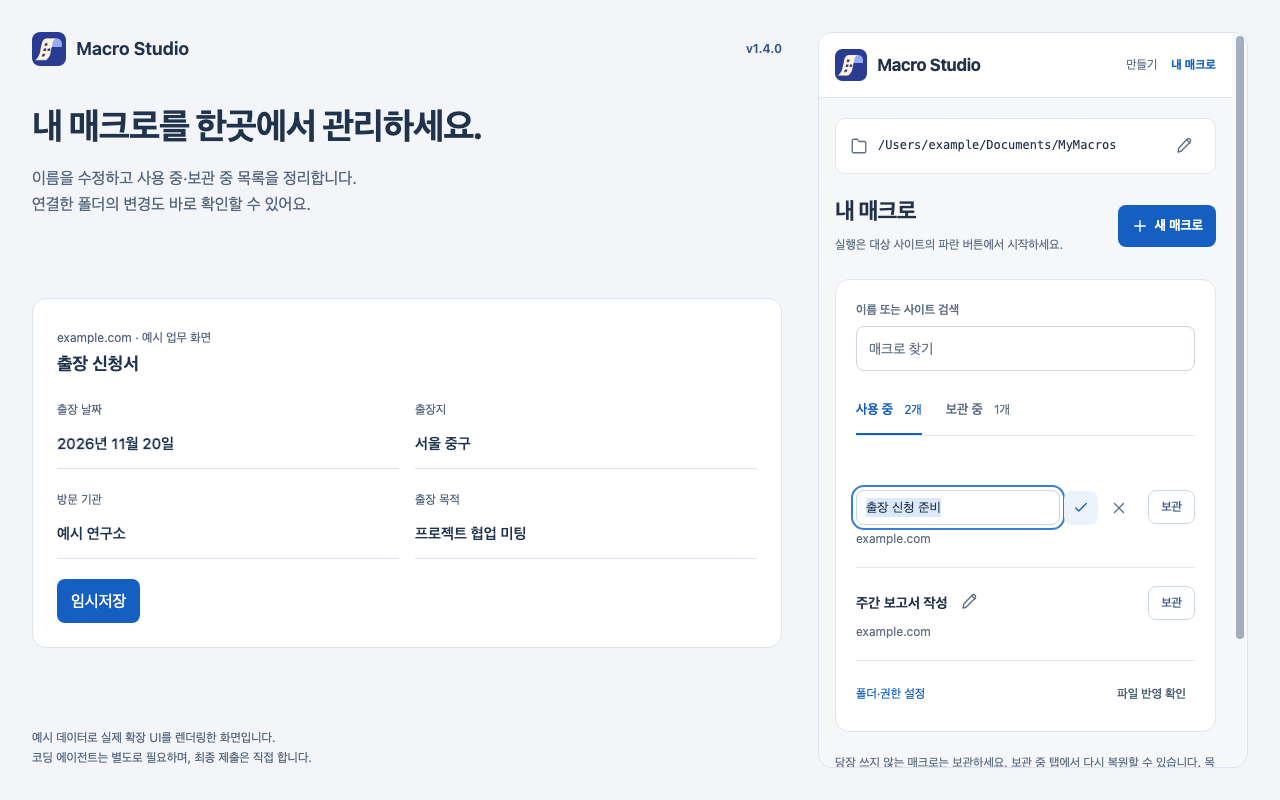 Macro Studio
v1.4.0
내 매크로를 한곳에서 관리하세요.
이름을 수정하고 사용 중·보관 중 목록을 정리합니다.
연결한 폴더의 변경도 바로 확인할 수 있어요.
example.com · 예시 업무 화면
출장 신청서
출장 날짜
출장지
2026년 11월 20일
서울 중구
방문 기관
출장 목적
예시 연구소
프로젝트 협업 미팅
임시저장
예시 데이터로 실제 확장 UI를 렌더링한 화면입니다.
코딩 에이전트는 별도로 필요하며, 최종 제출은 직접 합니다.
Macro Studio
만들기
내 매크로
/Users/example/Documents/MyMacros
내 매크로
새 매크로
실행은 대상 사이트의 파란 버튼에서 시작하세요.
이름 또는 사이트 검색
매크로 찾기
사용 중 2개
보관 중 1개
출장 신청 준비
보관
example.com
주간 보고서 작성
보관
example.com
폴더·권한 설정
파일 반영 확인
당장 쓰지 않는 매크로는 보관하세요. 보관 중 탭에서 다시 복원할 수 있습니다. 목